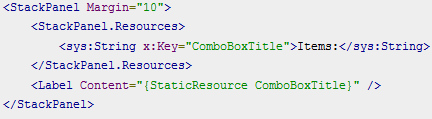 <StackPanel Margin="10">
<StackPanel.Resources>
<sys:String x:Key="ComboBoxTitle">Items:</sys:String>
</StackPanel.Resources>
<Label Content="{StaticResource ComboBoxTitle}" />
</StackPanel>